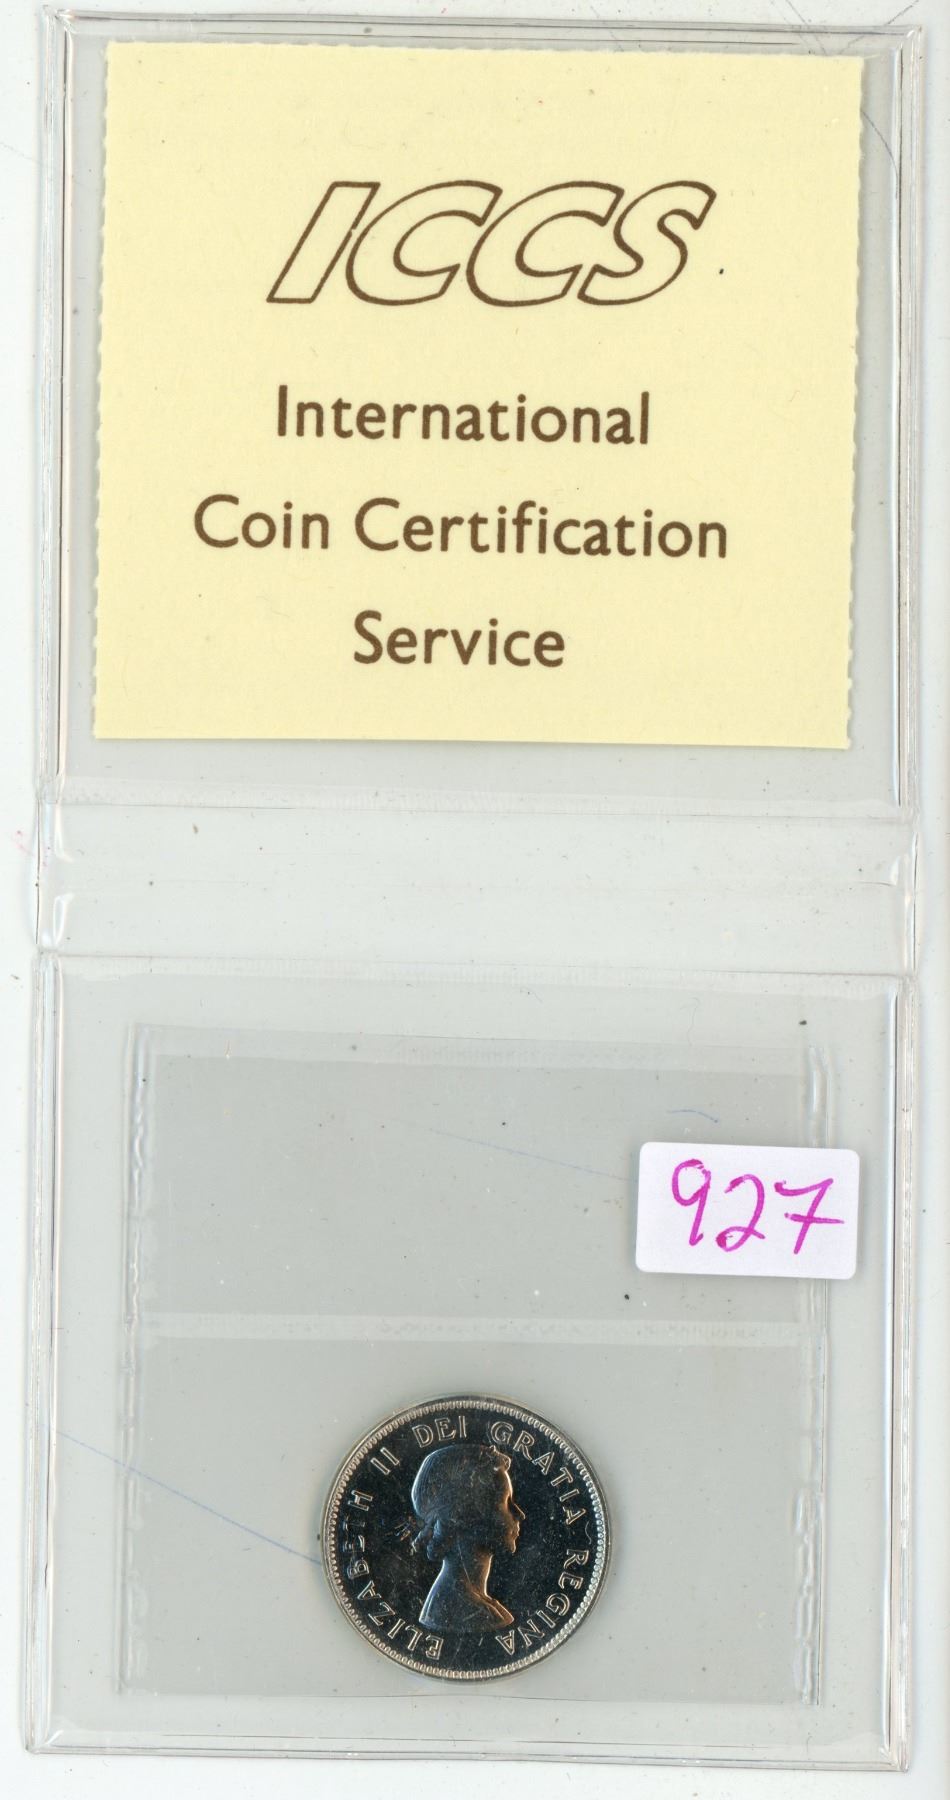 ICCS
International
Coin Certification
Service
927
ELIZABETH II DEI GRATIA REGINA